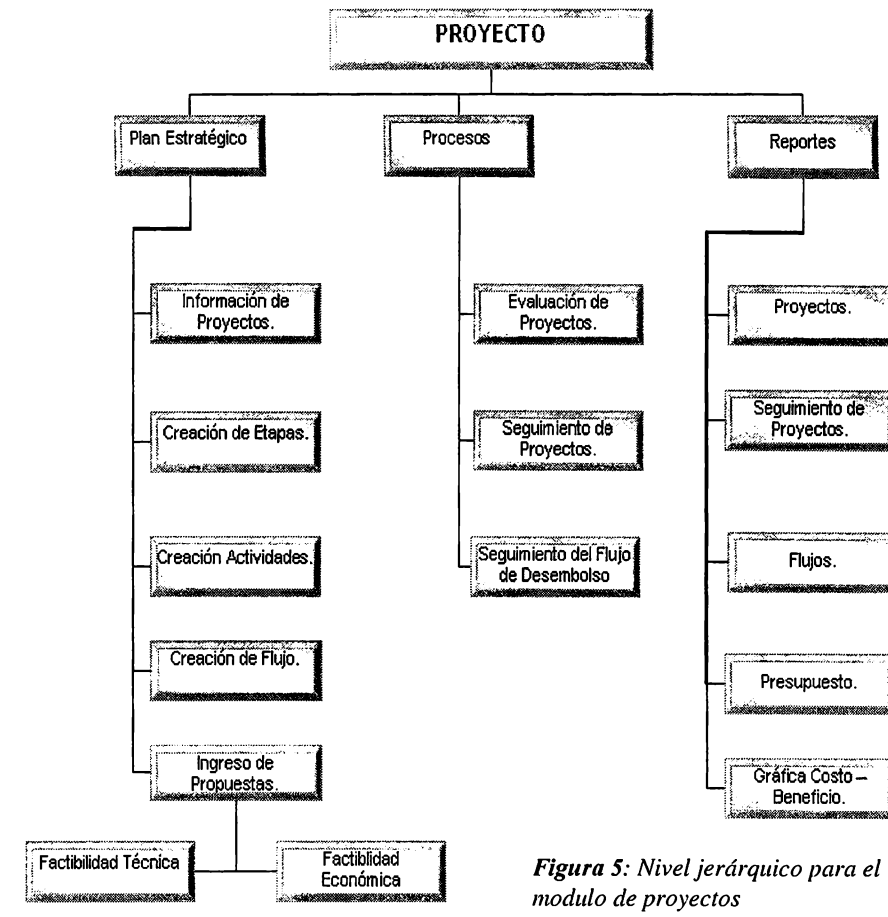 PROYECTO
Plan Estratégico
Procesos
Reportes
Información de
Proyectos.
Creación de Etapas.
Creación Actividades.
Creación de Flujo.
Ingreso de
Propuestas.
Factibilidad Técnica
Factiblidad
Económica
Evaluación de
Proyectos.
Seguimiento de
Proyectos.
Seguimiento del Flujo
de Desembolso
Proyectos.
Seguimiento de
Proyectos.
Flujos.
Presupuesto.
Gráfica Costo –
Beneficio.
Figura 5: Nivel jerárquico para el
modulo de proyectos